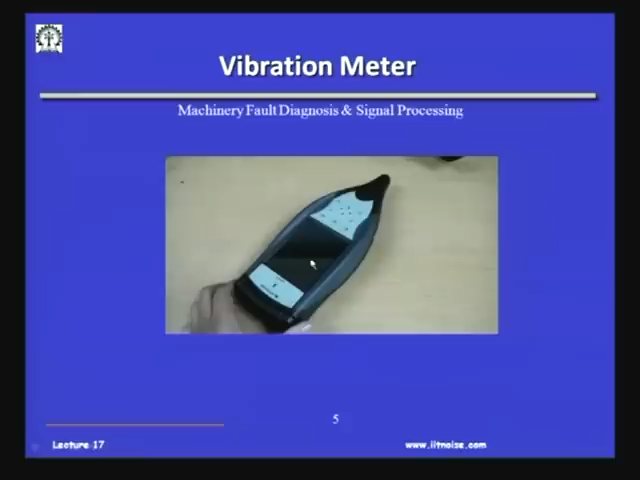 Vibration Meter
Machinery Fault Diagnosis & Signal Processing
5
Lecture 17
www.iitnoise.com